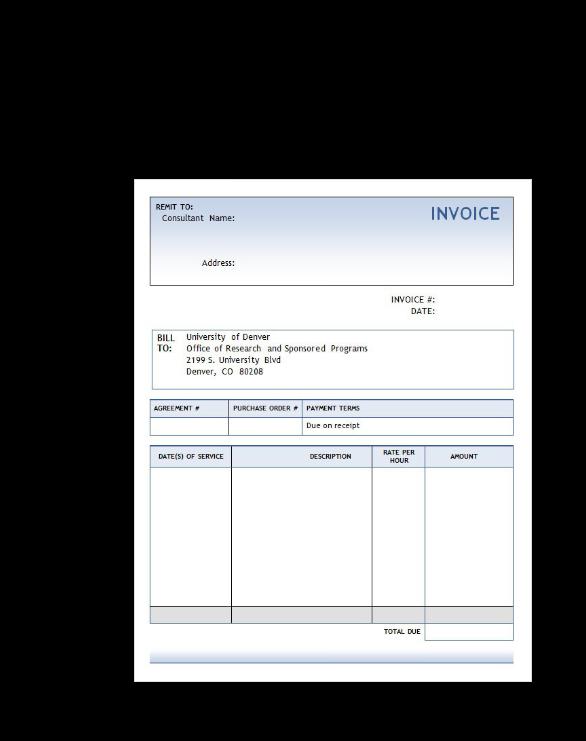 REMIT TO:
Consultant Name:
INVOICE
Address:
INVOICE #:
DATE:
BILL TO:
University of Denver
Office of Research and Sponsored Programs
2199 S. University Blvd
Denver, CO 80208
AGREEMENT # PURCHASE ORDER # PAYMENT TERMS
Due on receipt
DATE(S) OF SERVICE DESCRIPTION RATE PER HOUR AMOUNT
TOTAL DUE